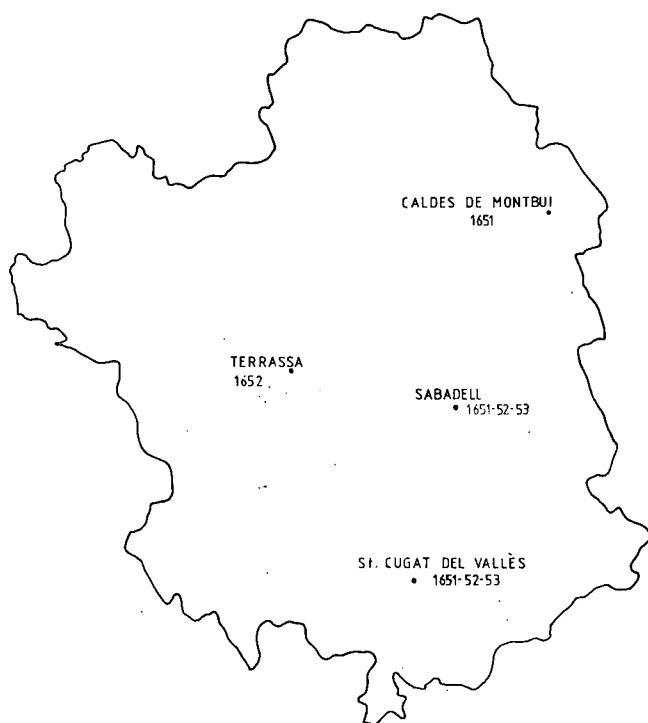 CALDES DE MONTBUI
1651
TERRASSA
1652
SABADELL
1651-52-53
St. CUGAT DEL VALLÈS
1651-52-53